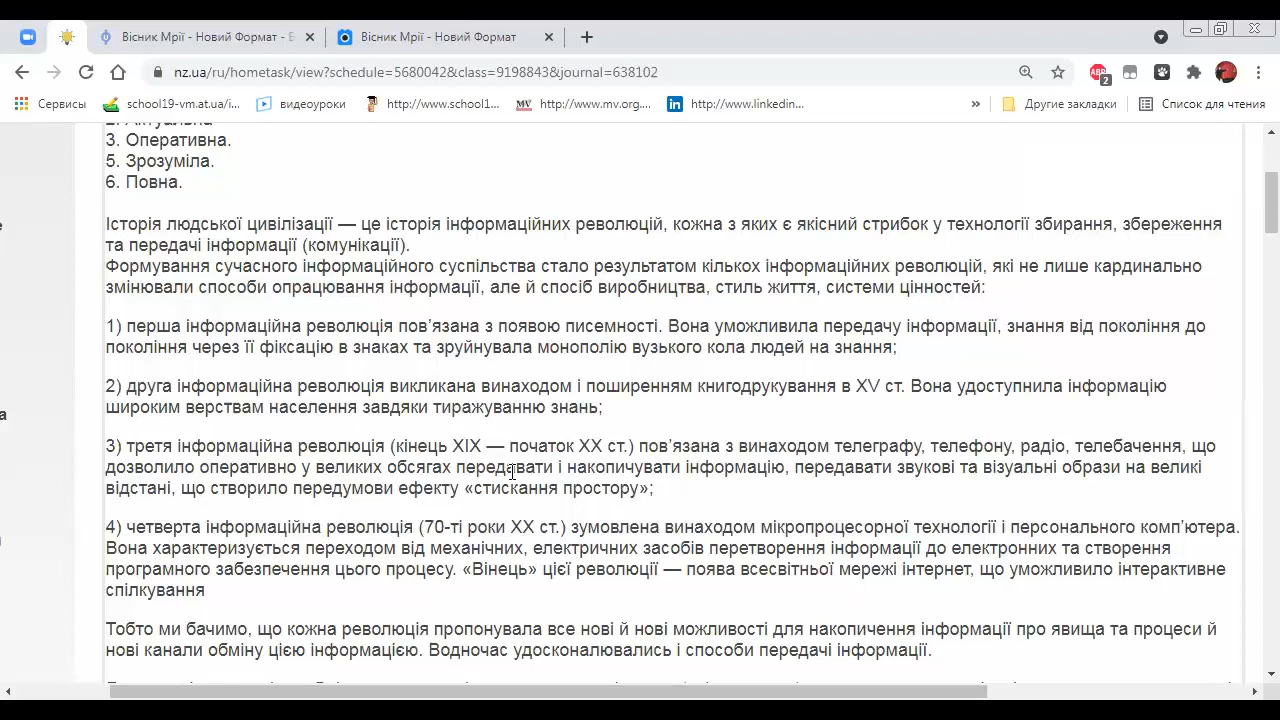 Вісник Мрії - Новий Формат - Е
Вісник Мрії - Новий Формат
nz.ua/ru/hometask/view?schedule=5680042&class=9198843&journal=638102
ABP
2
Сервисы
school19-vm.at.ua/i...
видеоуроки
http://www.school1...
MV
http://www.mv.org....
http://www.linkedin...
»
Другие закладки
Список для чтения
2. Актуальна
3. Оперативна.
5. Зрозуміла.
6. Повна.
Історія людської цивілізації — це історія інформаційних революцій, кожна з яких є якісний стрибок у технології збирання, збереження
та передачі інформації (комунікації).
Формування сучасного інформаційного суспільства стало результатом кількох інформаційних революцій, які не лише кардинально
змінювали способи опрацювання інформації, але й спосіб виробництва, стиль життя, системи цінностей:
1) перша інформаційна революція пов’язана з появою писемності. Вона уможливила передачу інформації, знання від покоління до
покоління через її фіксацію в знаках та зруйнувала монополію вузького кола людей на знання;
2) друга інформаційна революція викликана винаходом і поширенням книгодрукування в XV ст. Вона удоступнила інформацію
широким верствам населення завдяки тиражуванню знань;
3) третя інформаційна революція (кінець XIX — початок XX ст.) пов’язана з винаходом телеграфу, телефону, радіо, телебачення, що
дозволило оперативно у великих обсягах передавати і накопичувати інформацію, передавати звукові та візуальні образи на великі
відстані, що створило передумови ефекту «стискання простору»;
4) четверта інформаційна революція (70-ті роки XX ст.) зумовлена винаходом мікропроцесорної технології і персонального комп’ютера.
Вона характеризується переходом від механічних, електричних засобів перетворення інформації до електронних та створення
програмного забезпечення цього процесу. «Вінець» цієї революції — поява всесвітньої мережі інтернет, що уможливило інтерактивне
спілкування
Тобто ми бачимо, що кожна революція пропонувала все нові й нові можливості для накопичення інформації про явища та процеси й
нові канали обміну цією інформацією. Водночас удосконалювались і способи передачі інформації.